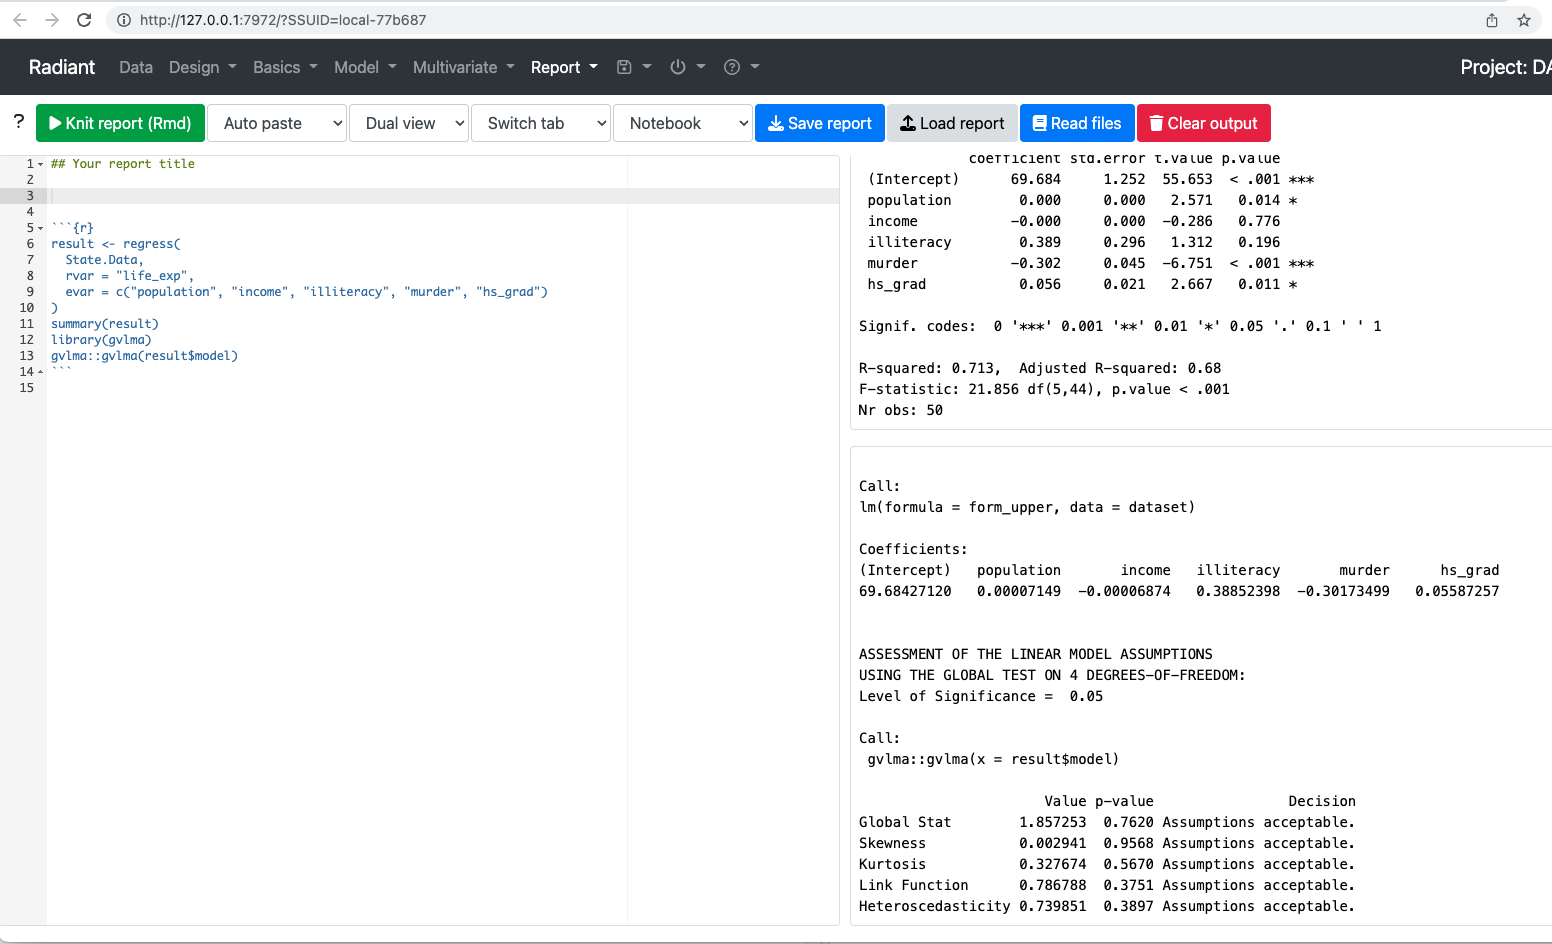 http://127.0.0.1:7972/?SSUID=local-77b687
Radiant Data Design Basics Model Multivariate Report Project: DA
? Knit report (Rmd) Auto paste Dual view Switch tab Notebook Save report Load report Read files Clear output
1 ## Your report title
2
3
4
5 ```{r}
6 result <- regress(
7   State.Data,
8   rvar = "life_exp",
9   evar = c("population", "income", "illiteracy", "murder", "hs_grad")
10 )
11 summary(result)
12 library(gvlma)
13 gvlma::gvlma(result$model)
14 ```
15
coefficient std.error t.value p.value
(Intercept) 69.684 1.252 55.653 < .001 ***
population 0.000 0.000 2.571 0.014 *
income -0.000 0.000 -0.286 0.776
illiteracy 0.389 0.296 1.312 0.196
murder -0.302 0.045 -6.751 < .001 ***
hs_grad 0.056 0.021 2.667 0.011 *
Signif. codes:  0 '***' 0.001 '**' 0.01 '*' 0.05 '.' 0.1 ' ' 1
R-squared: 0.713,  Adjusted R-squared: 0.68
F-statistic: 21.856 df(5,44), p.value < .001
Nr obs: 50
Call:
lm(formula = form_upper, data = dataset)
Coefficients:
(Intercept) population income illiteracy murder hs_grad
69.68427120 0.00007149 -0.00006874 0.38852398 -0.30173499 0.05587257
ASSESSMENT OF THE LINEAR MODEL ASSUMPTIONS
USING THE GLOBAL TEST ON 4 DEGREES-OF-FREEDOM:
Level of Significance =  0.05
Call:
gvlma::gvlma(x = result$model)
Value p-value Decision
Global Stat 1.857253 0.7620 Assumptions acceptable.
Skewness 0.002941 0.9568 Assumptions acceptable.
Kurtosis 0.327674 0.5670 Assumptions acceptable.
Link Function 0.786788 0.3751 Assumptions acceptable.
Heteroscedasticity 0.739851 0.3897 Assumptions acceptable.